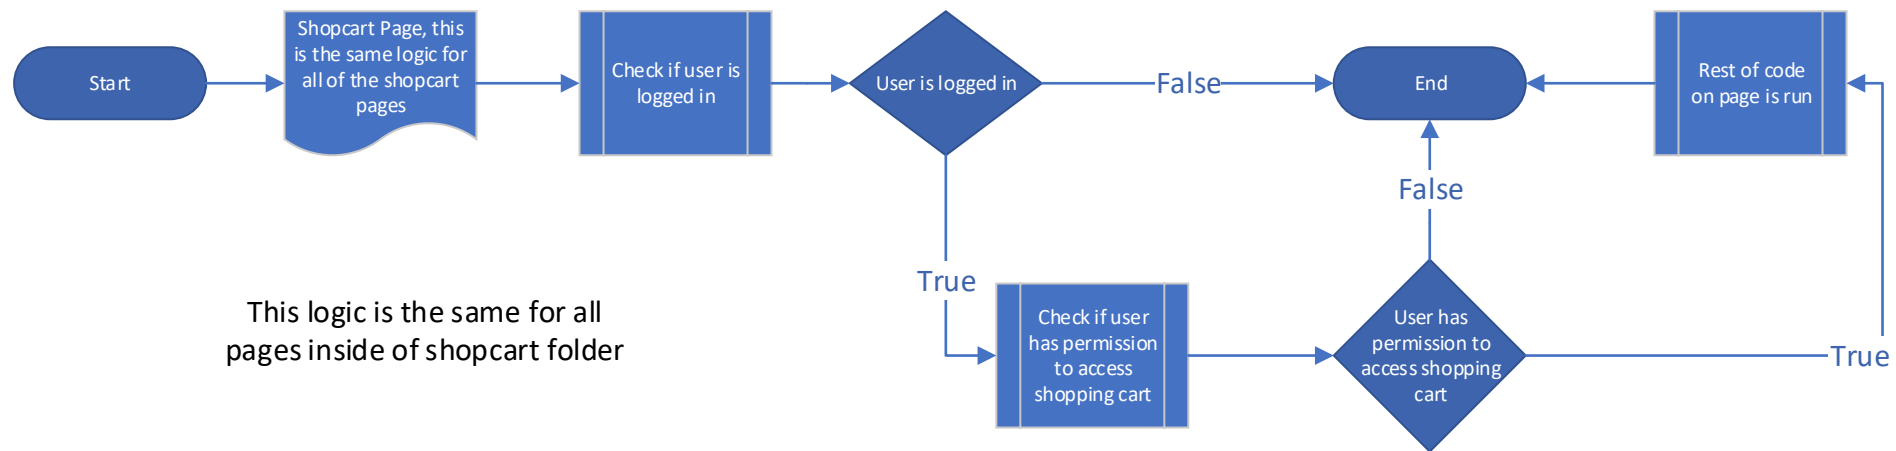 Start
Shopcart Page, this
is the same logic for
all of the shopcart
pages
Check if user is
logged in
User is logged in
False
End
Rest of code
on page is run
False
True
This logic is the same for all
pages inside of shopcart folder
Check if user
has permission
to access
shopping cart
User has
permission to
access shopping
cart
True